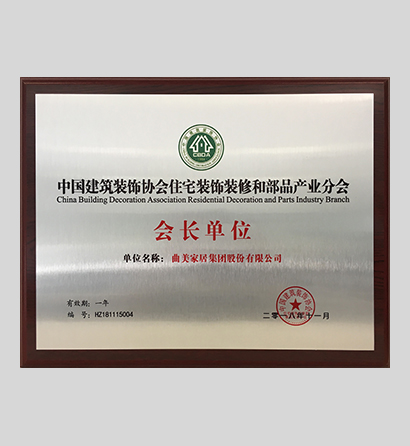 CBDA
中国建筑装饰协会住宅装饰装修和部品产业分会
China Building Decoration Association Residential Decoration and Parts Industry Branch
会长单位
单位名称：曲美家居集团股份有限公司
有效期：一年
编 号：HZ181115004
二零一八年十一月